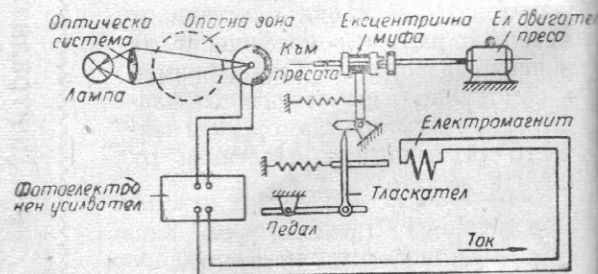 Оптическа
система
Опасна зона
Ексцентрична
муфа
Ел двигател
преса
Към
пресата
Лампа
Електромагнит
Фотоелектро
нен усилвател
Тласкател
Педал
Ток